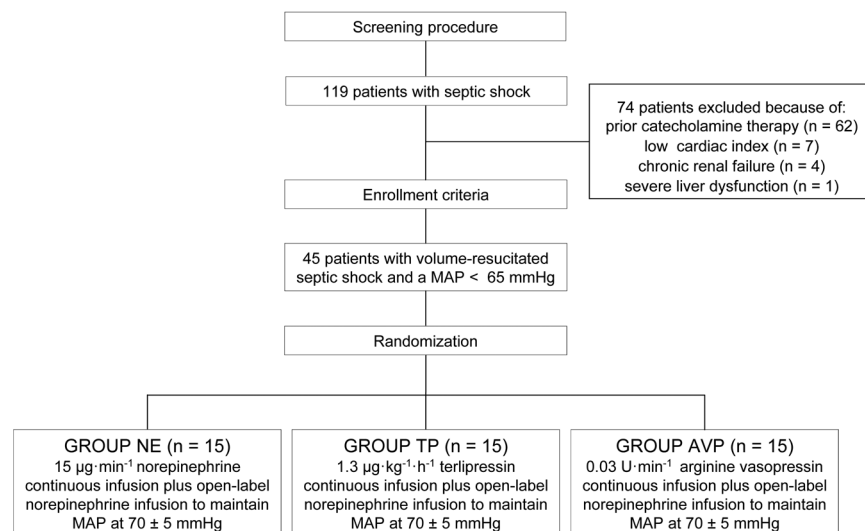 Screening procedure
119 patients with septic shock
74 patients excluded because of:
prior catecholamine therapy (n = 62)
low cardiac index (n = 7)
chronic renal failure (n = 4)
severe liver dysfunction (n = 1)
Enrollment criteria
45 patients with volume-resucitated
septic shock and a MAP < 65 mmHg
Randomization
GROUP NE (n = 15)
15 µg·min⁻¹ norepinephrine
continuous infusion plus open-label
norepinephrine infusion to maintain
MAP at 70 ± 5 mmHg
GROUP TP (n = 15)
1.3 µg·kg⁻¹·h⁻¹ terlipressin
continuous infusion plus open-label
norepinephrine infusion to maintain
MAP at 70 ± 5 mmHg
GROUP AVP (n = 15)
0.03 U·min⁻¹ arginine vasopressin
continuous infusion plus open-label
norepinephrine infusion to maintain
MAP at 70 ± 5 mmHg